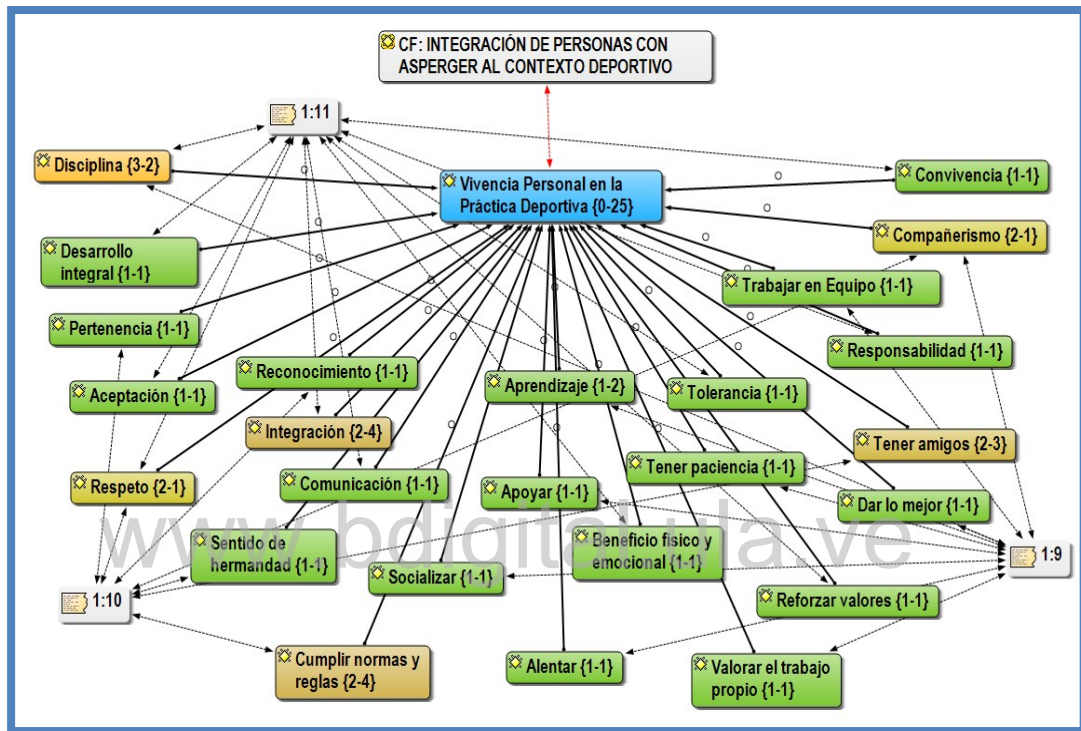 CF: INTEGRACIÓN DE PERSONAS CON
ASPERGER AL CONTEXTO DEPORTIVO
1:11
Disciplina {3-2}
Vivencia Personal en la
Práctica Deportiva {0-25}
Convivencia {1-1}
Compañerismo {2-1}
Desarrollo
integral {1-1}
Trabajar en Equipo {1-1}
Pertenencia {1-1}
Responsabilidad {1-1}
Reconocimiento {1-1}
Aceptación {1-1}
Aprendizaje {1-2}
Tolerancia {1-1}
Integración {2-4}
Tener amigos {2-3}
Respeto {2-1}
Comunicación {1-1}
Apoyar {1-1}
Tener paciencia {1-1}
Dar lo mejor {1-1}
www.bdigital.ula.ve
Sentido de
hermandad {1-1}
Socializar {1-1}
Beneficio fisico y
emocional {1-1}
1:9
1:10
Reforzar valores {1-1}
Cumplir normas y
reglas {2-4}
Alentar {1-1}
Valorar el trabajo
propio {1-1}